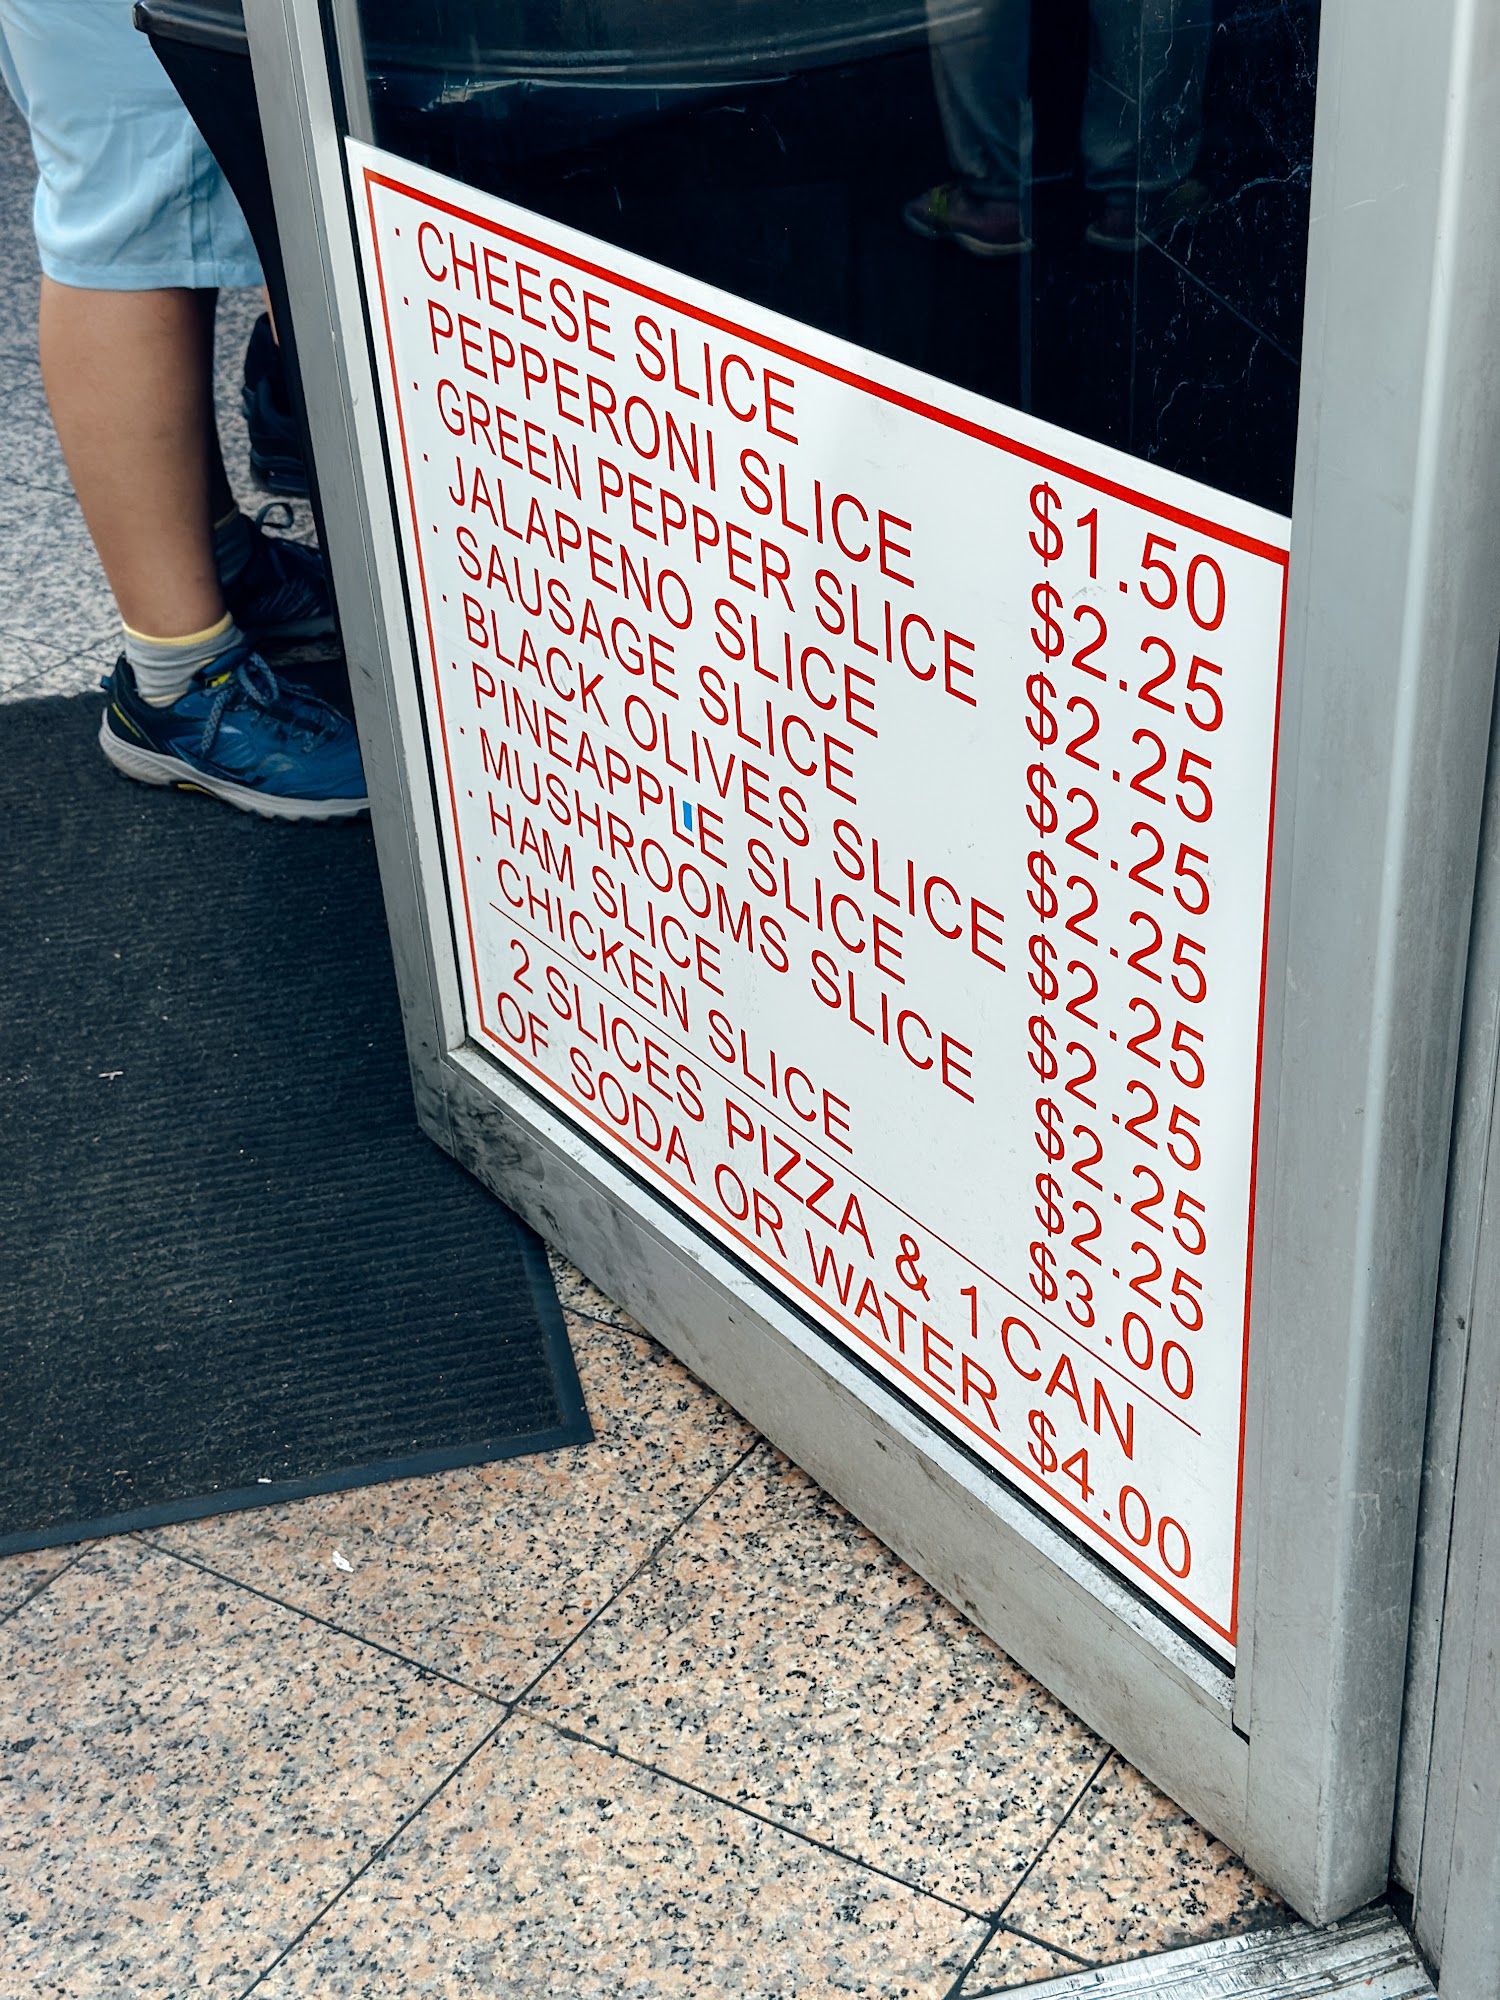 · CHEESE SLICE $1.50
· PEPPERONI SLICE $2.25
· GREEN PEPPER SLICE $2.25
· JALAPENO SLICE $2.25
· SAUSAGE SLICE $2.25
· BLACK OLIVES SLICE $2.25
· PINEAPPLE SLICE $2.25
· MUSHROOMS SLICE $2.25
· HAM SLICE $2.25
· CHICKEN SLICE $3.00
2 SLICES PIZZA & 1 CAN
OF SODA OR WATER $4.00